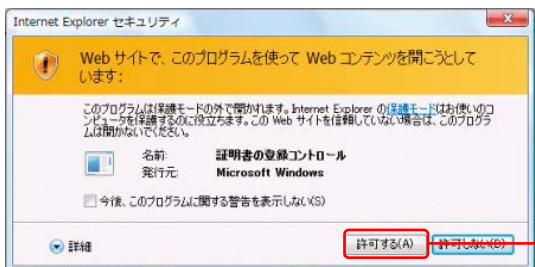 Internet Explorer セキュリティ
Web サイトで、このプログラムを使って Web コンテンツを開こうとして
います:
このプログラムは保護モードの外で開かれます。Internet Explorer の保護モードはお使いのコ
ンピュータを保護するのに役立ちます。この Web サイトを信頼していない場合は、このプログラ
ムは開かないでください。
名前: 証明書の登録コントロール
発行元: Microsoft Windows
今後、このプログラムに関する警告を表示しない(S)
詳細 許可する(A) 許可しない(D)